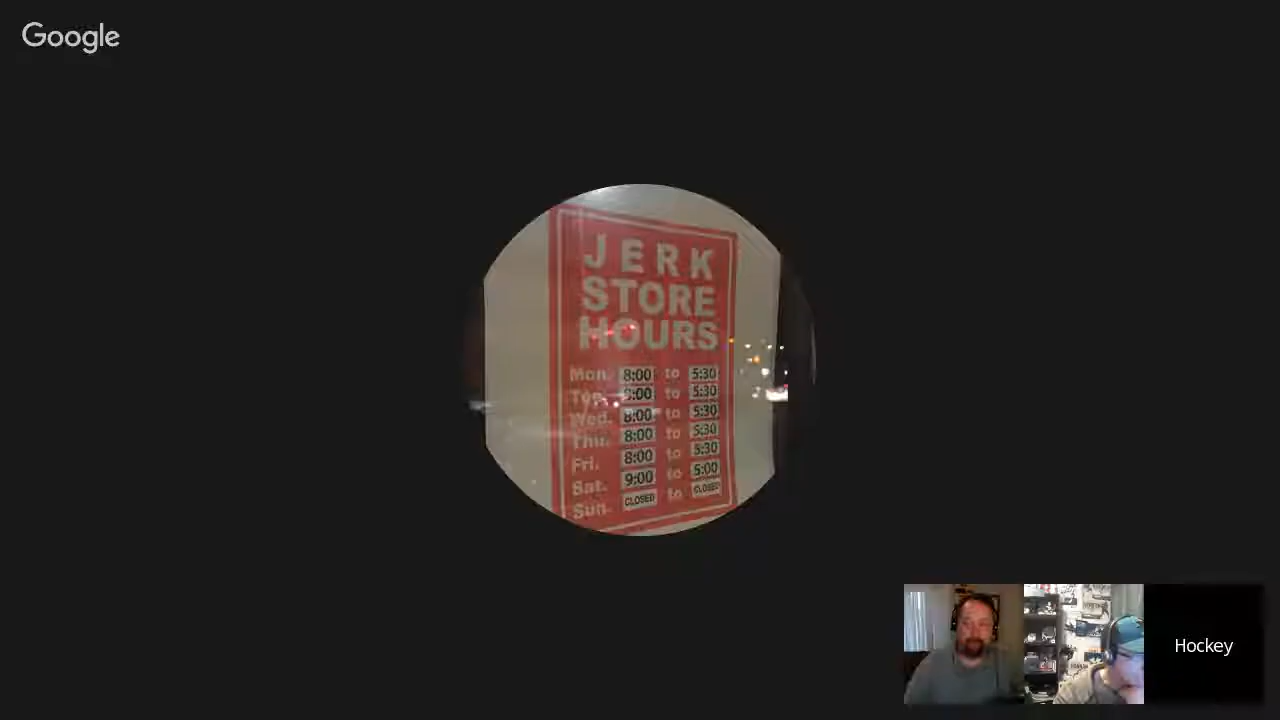 Google
JERK
STORE
HOURS
Mon. 8:00 to 5:30
Tue. 8:00 to 5:30
Wed. 8:00 to 5:30
Thu. 8:00 to 5:30
Fri. 8:00 to 5:30
Sat. 9:00 to 5:00
Sun. CLOSED to CLOSED
Hockey